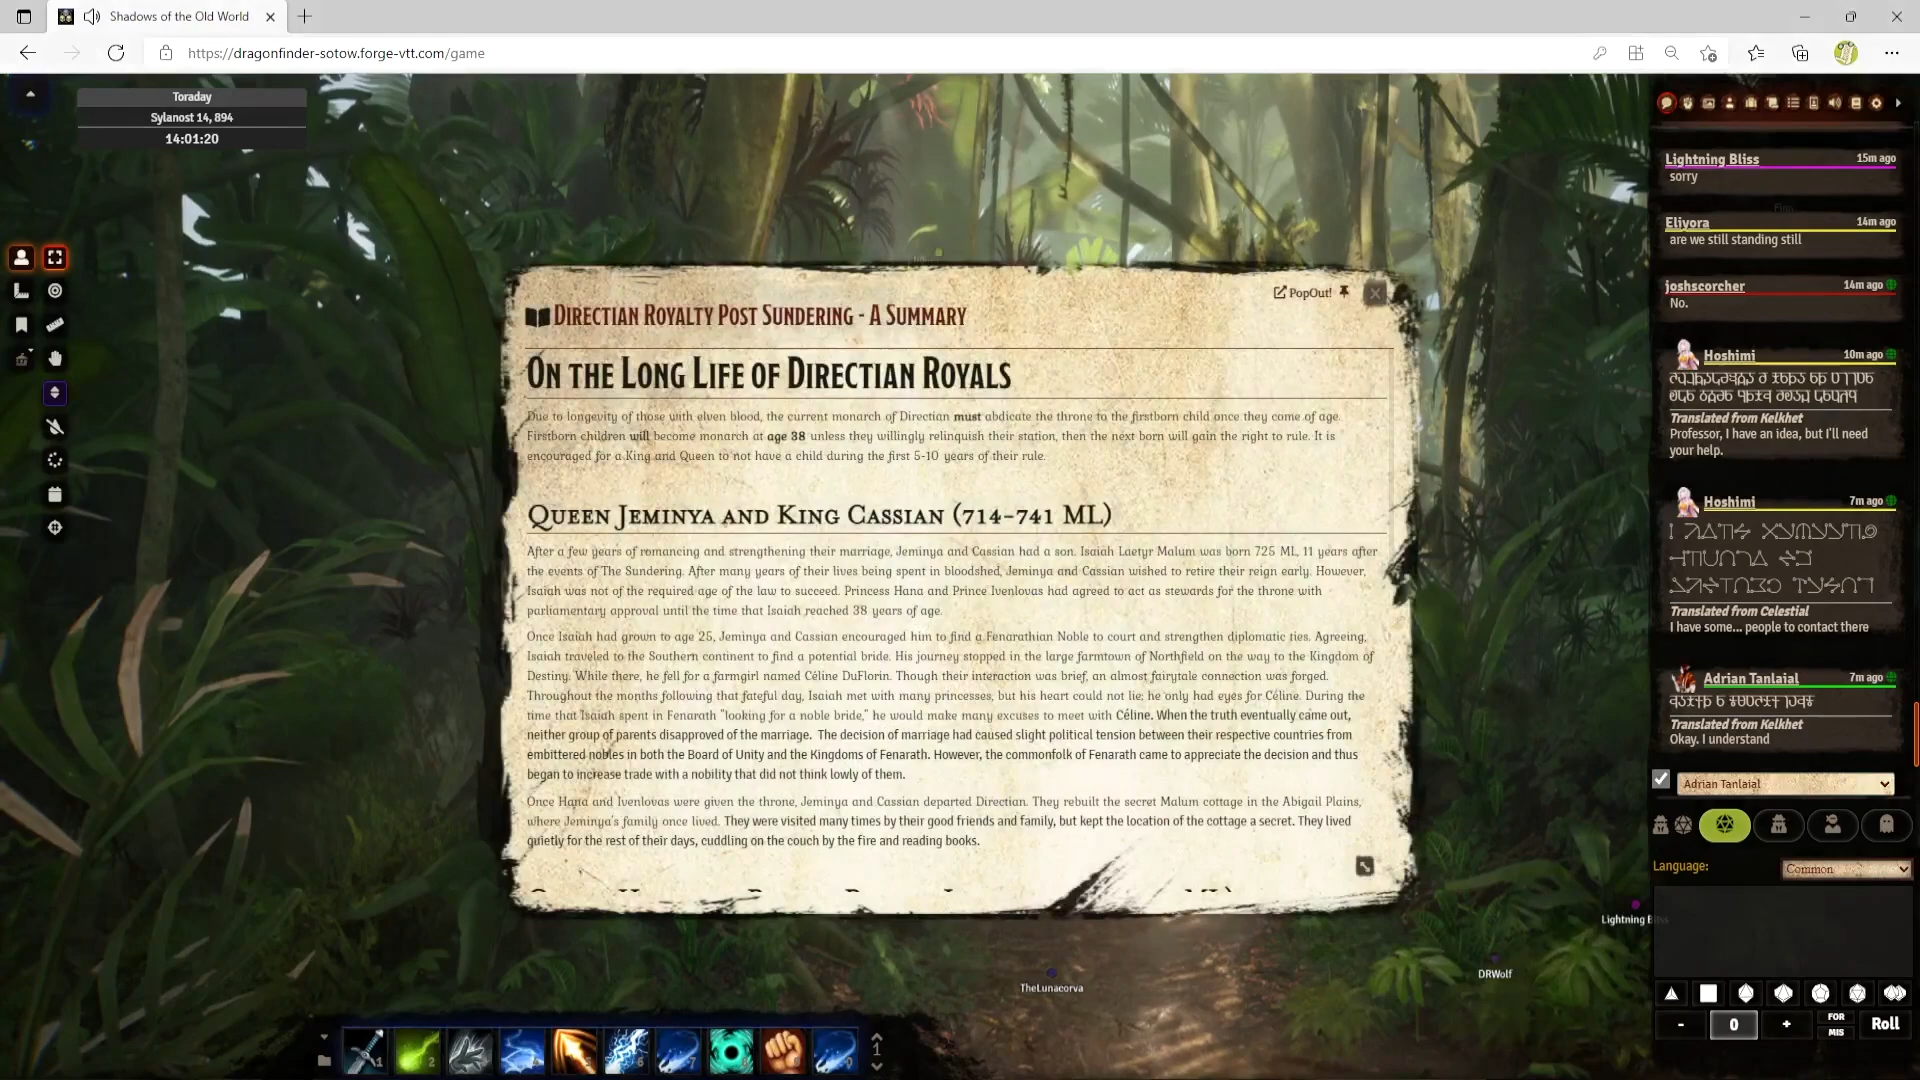 Shadows of the Old World
https://dragonfinder-sotow.forge-vtt.com/game
Toraday
Sylanost 14, 894
14:01:20
PopOut!
Directian Royalty Post Sundering - A Summary
On the Long Life of Directian Royals
Due to longevity of those with elven blood, the current monarch of Directian must abdicate the throne to the firstborn child once they come of age.
Firstborn children will become monarch at age 38 unless they willingly relinquish their station, then the next born will gain the right to rule. It is
encouraged for a King and Queen to not have a child during the first 5-10 years of their rule.
Queen Jeminya and King Cassian (714-741 ML)
After a few years of romancing and strengthening their marriage, Jeminya and Cassian had a son. Isaiah Laetyr Malum was born 725 ML, 11 years after
the events of The Sundering. After many years of their lives being spent in bloodshed, Jeminya and Cassian wished to retire their reign early. However,
Isaiah was not of the required age of the law to succeed. Princess Hana and Prince Ivenlovas had agreed to act as stewards for the throne with
parliamentary approval until the time that Isaiah reached 38 years of age.
Once Isaiah had grown to age 25, Jeminya and Cassian encouraged him to find a Fenarathian Noble to court and strengthen diplomatic ties. Agreeing,
Isaiah traveled to the Southern continent to find a potential bride. His journey stopped in the large farmtown of Northfield on the way to the Kingdom of
Destiny. While there, he fell for a farmgirl named Céline DuFlorin. Though their interaction was brief, an almost fairytale connection was forged.
Throughout the months following that fateful day, Isaiah met with many princesses, but his heart could not lie; he only had eyes for Céline. During the
time that Isaiah spent in Fenarath "looking for a noble bride," he would make many excuses to meet with Céline. When the truth eventually came out,
neither group of parents disapproved of the marriage. The decision of marriage had caused slight political tension between their respective countries from
embittered nobles in both the Board of Unity and the Kingdoms of Fenarath. However, the commonfolk of Fenarath came to appreciate the decision and thus
began to increase trade with a nobility that did not think lowly of them.
Once Hana and Ivenlovas were given the throne, Jeminya and Cassian departed Direction. They rebuilt the secret Malum cottage in the Abigail Plains,
where Jeminya's family once lived. They were visited many times by their good friends and family, but kept the location of the cottage a secret. They lived
quietly for the rest of their days, cuddling on the couch by the fire and reading books.
Lightning Bliss 15m ago
sorry
Eliyora 14m ago
are we still standing still
joshscorcher 14m ago
No.
Hoshimi 10m ago
Translated from Kelkhet
Professor, I have an idea, but I'll need
your help.
Hoshimi 7m ago
Translated from Celestial
I have some... people to contact there
Adrian Tanlaial 7m ago
Translated from Kelkhet
Okay. I understand
Adrian Tanlaial
Language: Common
Lightning
DRWolf
TheLunacorva
1
2
6
7
1
- 0 + FOR MIS Roll